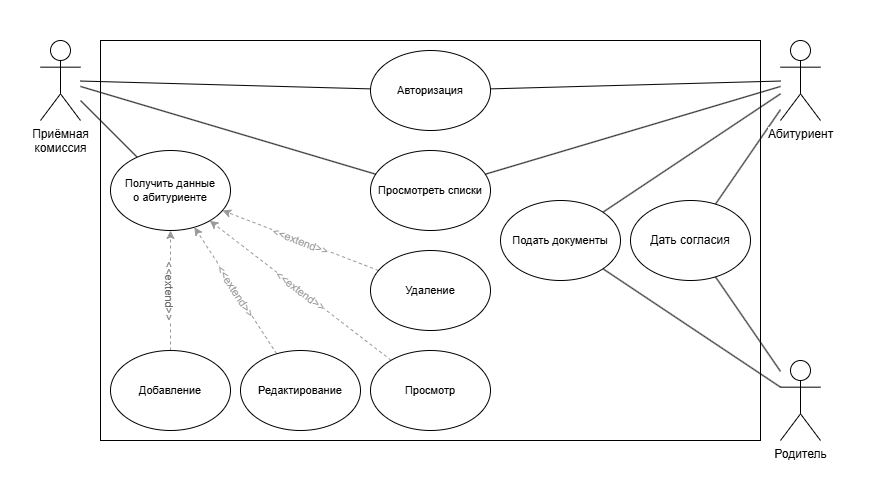 Авторизация
Приёмная
комиссия
Абитуриент
Получить данные
о абитуриенте
Просмотреть списки
Подать документы
Дать согласия
<<extend>>
<<extend>>
<<extend>>
<<extend>>
Удаление
Добавление
Редактирование
Просмотр
Родитель